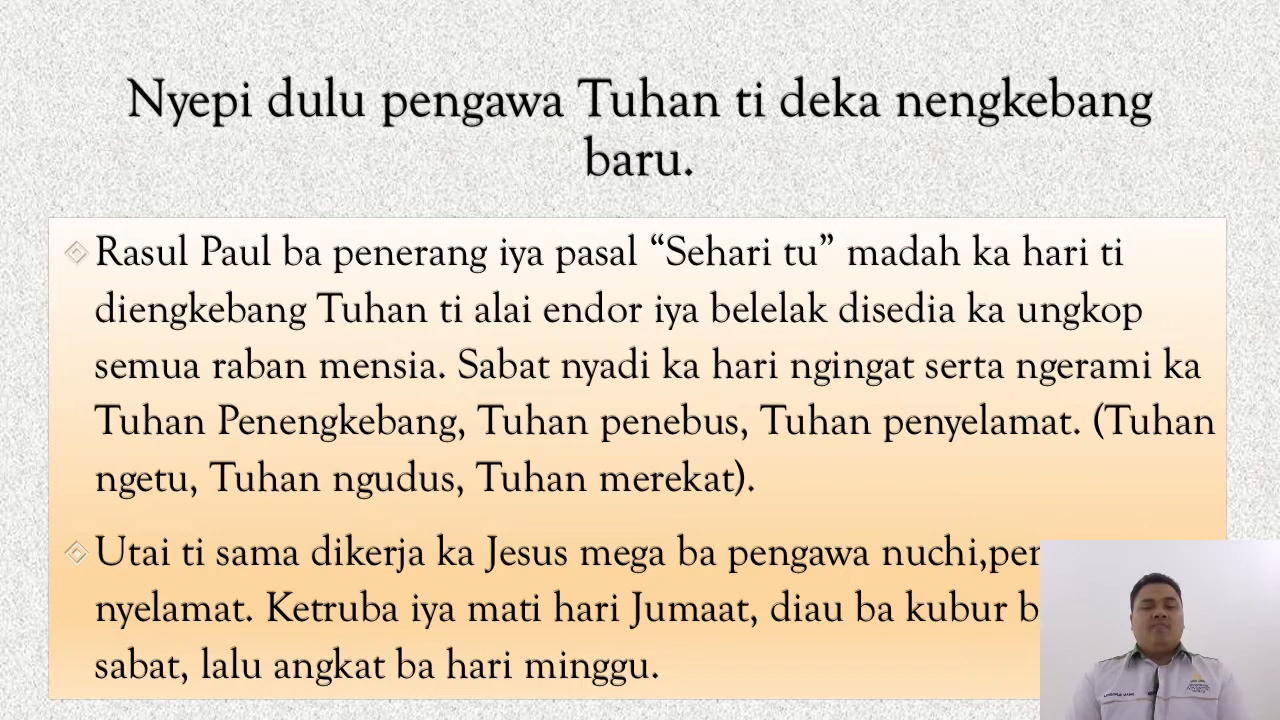 Nyepi dulu pengawa Tuhan ti deka nengkebang
baru.
Rasul Paul ba penerang iya pasal “Sehari tu” madah ka hari ti
diengkebang Tuhan ti alai endor iya belelak disedia ka ungkop
semua raban mensia. Sabat nyadi ka hari ngingat serta ngerami ka
Tuhan Penengkebang, Tuhan penebus, Tuhan penyelamat. (Tuhan
ngetu, Tuhan ngudus, Tuhan merekat).
Utai ti sama dikerja ka Jesus mega ba pengawa nuchi,
nyelamat. Ketruba iya mati hari Jumaat, diau ba kubur
sabat, lalu angkat ba hari minggu.